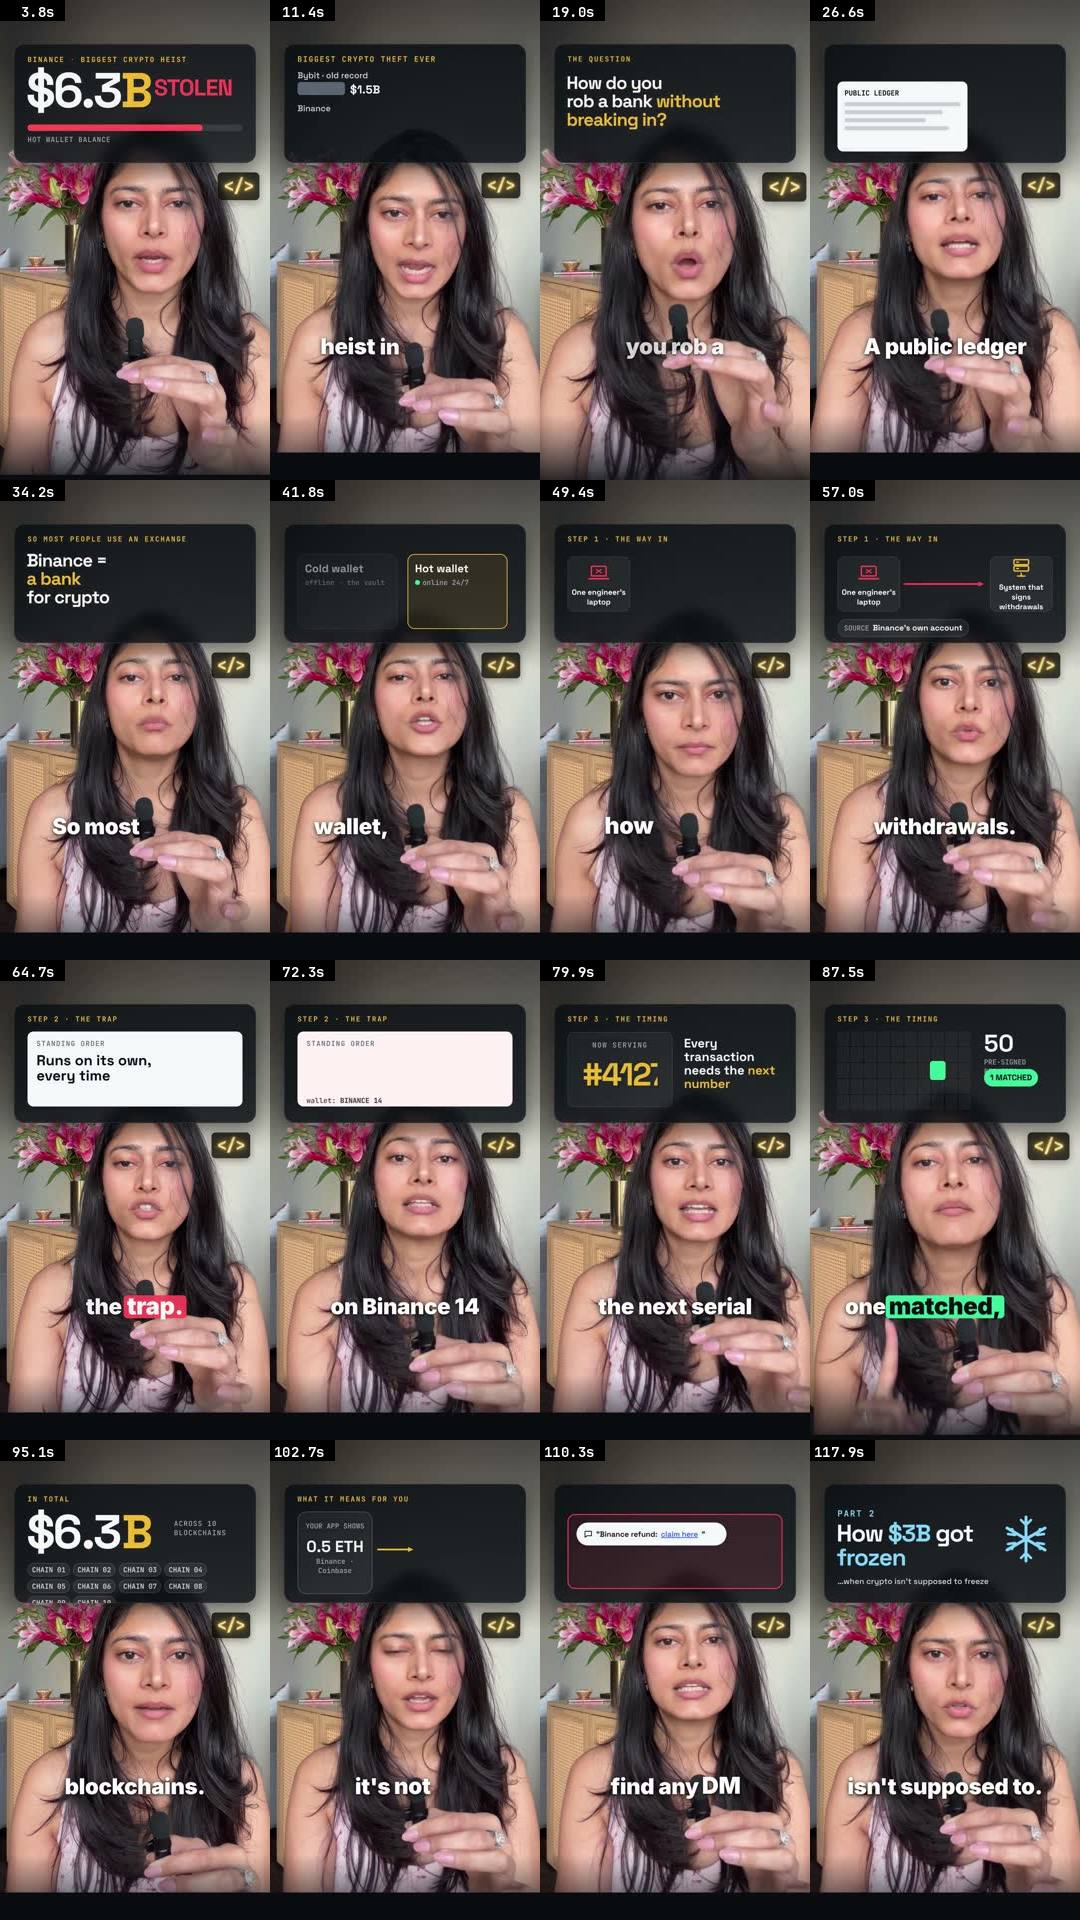 3.8s
BINANCE · BIGGEST CRYPTO HEIST
$6.3B STOLEN
HOT WALLET BALANCE
</>
11.4s
BIGGEST CRYPTO THEFT EVER
Bybit · old record
$1.5B
Binance
</>
heist in
19.0s
THE QUESTION
How do you
rob a bank without
breaking in?
</>
you rob a
26.6s
PUBLIC LEDGER
</>
A public ledger
34.2s
SO MOST PEOPLE USE AN EXCHANGE
Binance =
a bank
for crypto
</>
So most
41.8s
Cold wallet
offline · the vault
Hot wallet
online 24/7
</>
wallet,
49.4s
STEP 1 · THE WAY IN
One engineer's
laptop
</>
how
57.0s
STEP 1 · THE WAY IN
One engineer's
laptop
System that
signs
withdrawals
SOURCE Binance's own account
</>
withdrawals.
64.7s
STEP 2 · THE TRAP
STANDING ORDER
Runs on its own,
every time
</>
the trap.
72.3s
STEP 2 · THE TRAP
STANDING ORDER
wallet: BINANCE 14
</>
on Binance 14
79.9s
STEP 3 · THE TIMING
NOW SERVING
#412
Every
transaction
needs the next
number
</>
the next serial
87.5s
STEP 3 · THE TIMING
50
PRE-SIGNED
1 MATCHED
</>
one matched,
95.1s
IN TOTAL
$6.3B
ACROSS 10
BLOCKCHAINS
CHAIN 01 CHAIN 02 CHAIN 03 CHAIN 04
CHAIN 05 CHAIN 06 CHAIN 07 CHAIN 08
CHAIN 09 CHAIN 10
</>
blockchains.
102.7s
WHAT IT MEANS FOR YOU
YOUR APP SHOWS
0.5 ETH
Binance ·
Coinbase
</>
it's not
110.3s
"Binance refund: claim here "
</>
find any DM
117.9s
PART 2
How $3B got
frozen
…when crypto isn't supposed to freeze
</>
isn't supposed to.